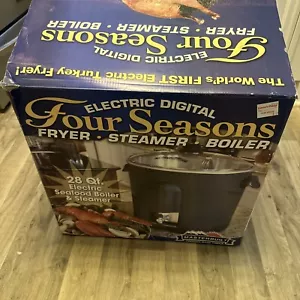 ELECTRIC DIGITAL
Four Seasons
FRYER • STEAMER • BOILER
The World's FIRST Electric Turkey Fryer!
ELECTRIC DIGITAL
Four Seasons
FRYER • STEAMER • BOILER
28 Qt.
Electric
Seafood Boiler
& Steamer
MASTERBUILT